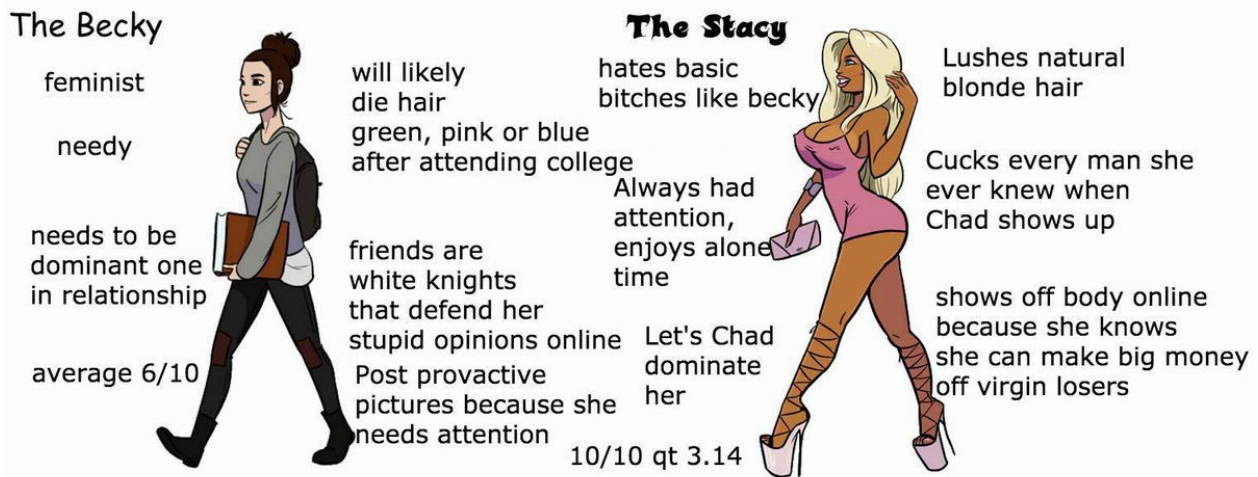 The Becky
feminist
needy
needs to be
dominant one
in relationship
average 6/10
will likely
die hair
green, pink or blue
after attending college
friends are
white knights
that defend her
stupid opinions online
Post provactive
pictures because she
needs attention
The Stacy
hates basic
bitches like becky
Always had
attention,
enjoys alone
time
Let's Chad
dominate
her
10/10 qt 3.14
Lushes natural
blonde hair
Cucks every man she
ever knew when
Chad shows up
shows off body online
because she knows
she can make big money
off virgin losers